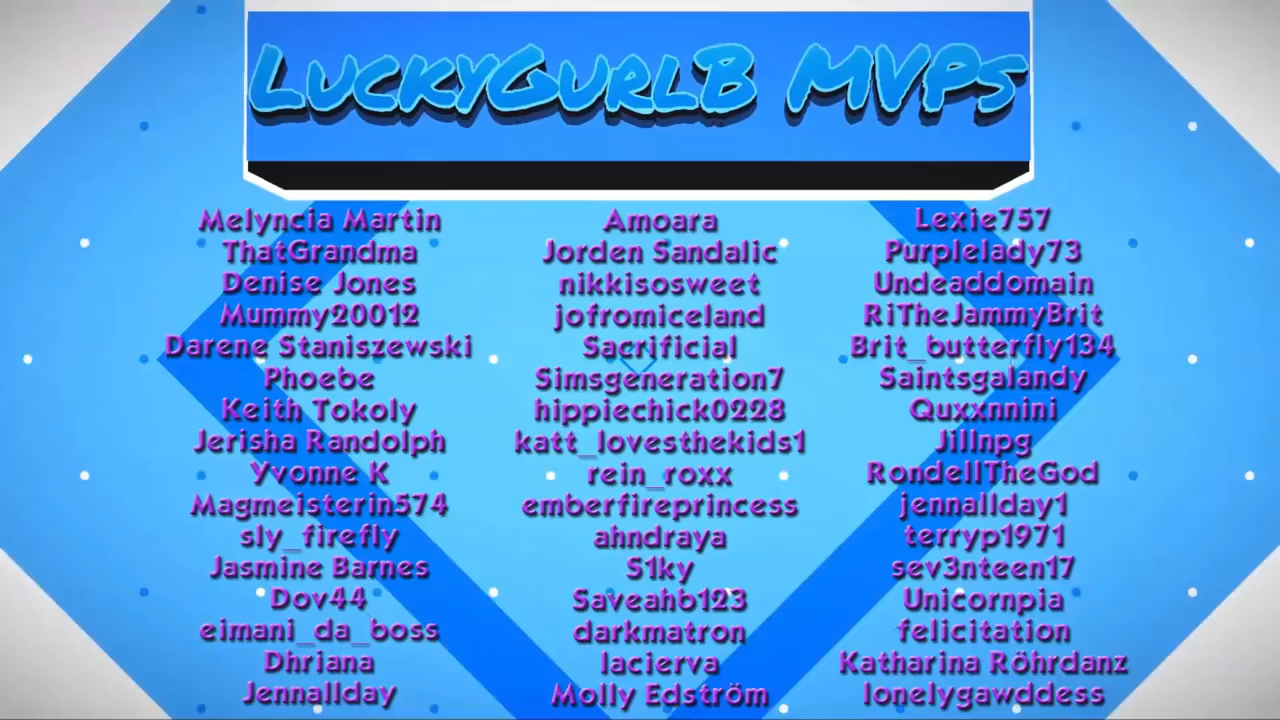 LuckyGurlB MVPs
Melyncia Martin
ThatGrandma
Denise Jones
Mummy20012
Darene Staniszewski
Phoebe
Keith Tokoly
Jerisha Randolph
Yvonne K
Magmeisterin574
sly_firefly
Jasmine Barnes
Dov44
eimani_da_boss
Dhriana
Jennallday
Amoara
Jorden Sandalic
nikkisosweet
jofromiceland
Sacrificial
Simsgeneration7
hippiechick0228
katt_lovesthekids1
rein_roxx
emberfireprincess
ahndraya
S1ky
Saveahb123
darkmatron
lacierva
Molly Edström
Lexie757
Purplelady73
Undeaddomain
RiTheJammyBrit
Brit_butterfly134
Saintsgalandy
Quxxnnini
Jillnpg
RondellTheGod
jennallday1
terryp1971
sev3nteen17
Unicornpia
felicitation
Katharina Röhrdanz
lonelygawddess